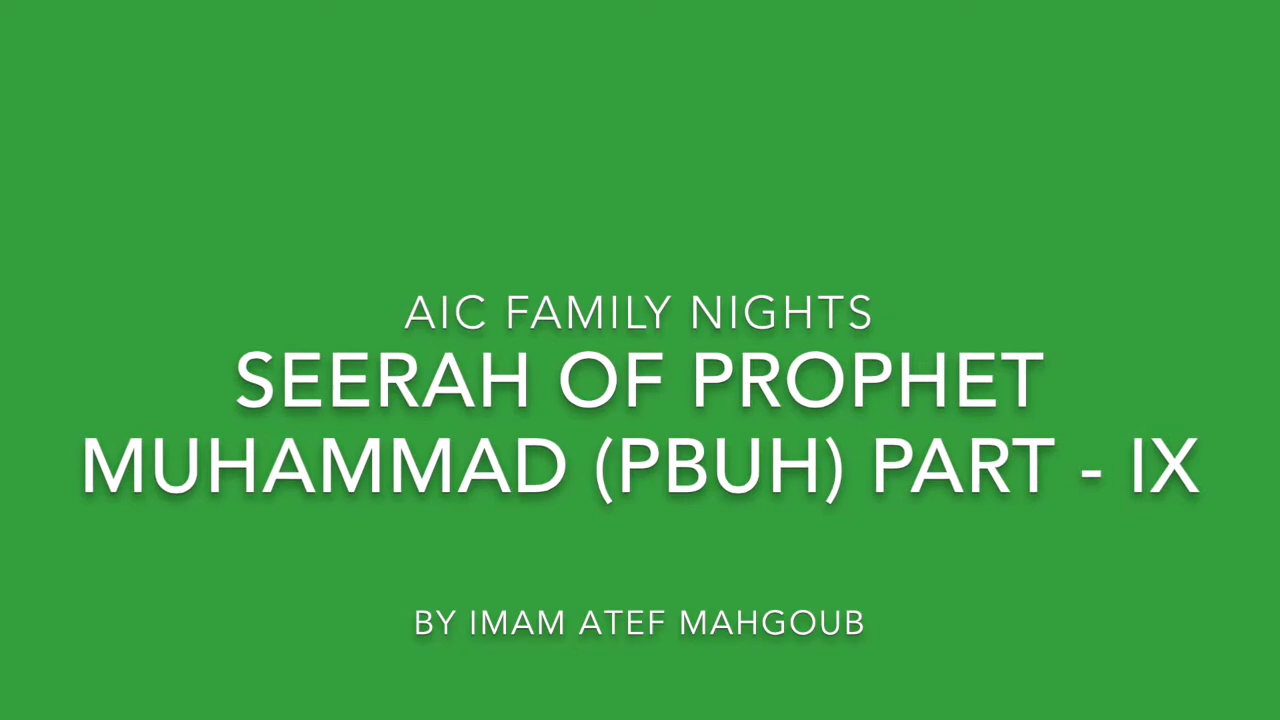 AIC FAMILY NIGHTS
SEERAH OF PROPHET
MUHAMMAD (PBUH) PART - IX
BY IMAM ATEF MAHGOUB